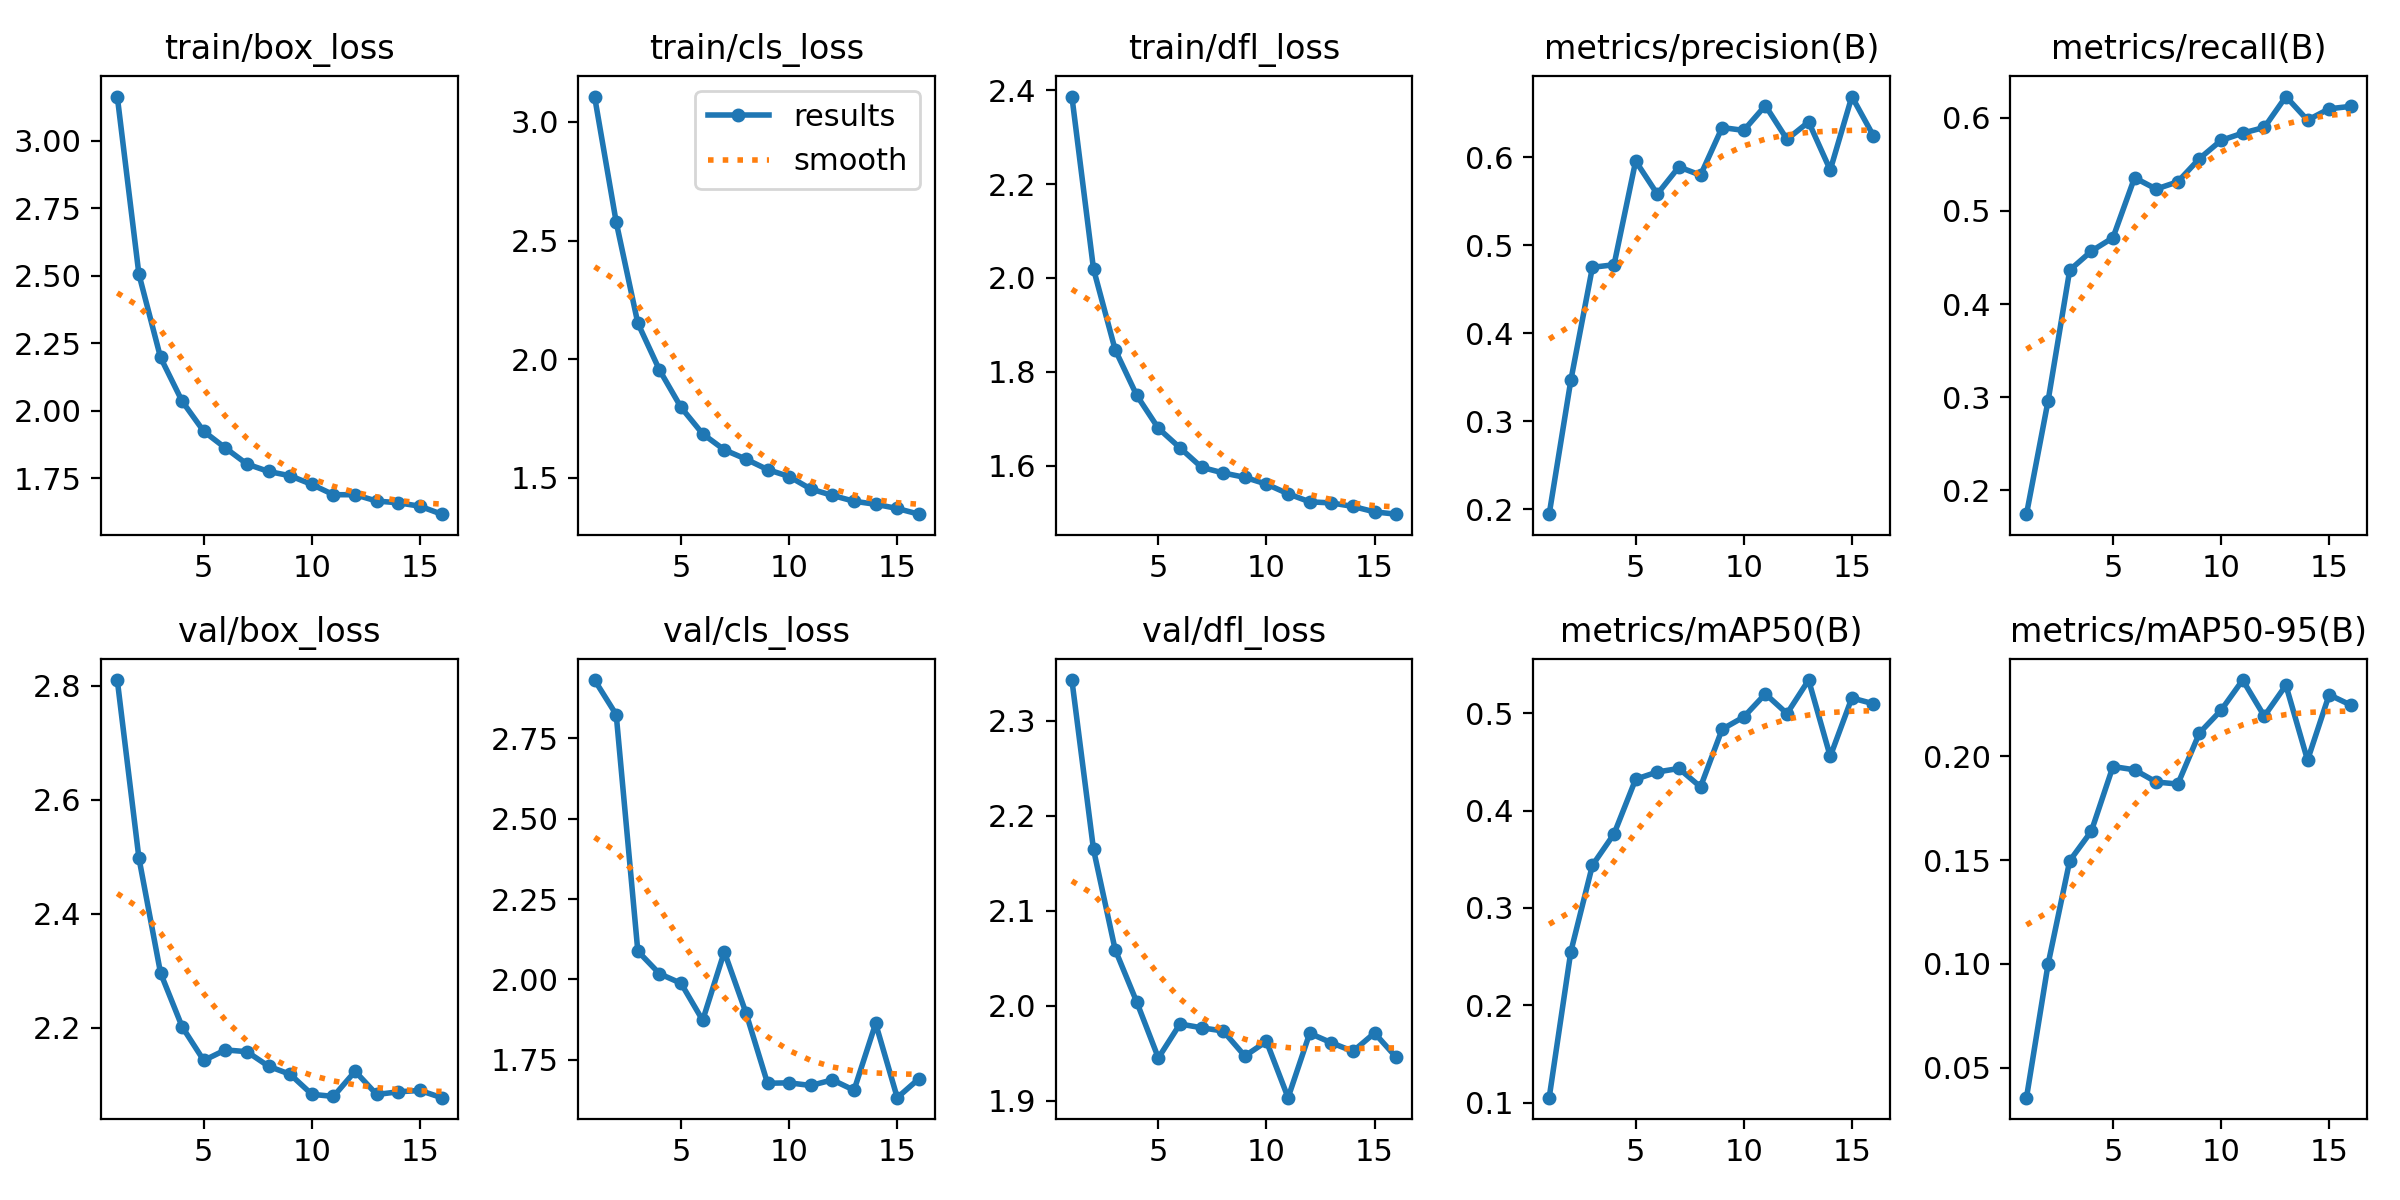 train/box_loss
3.00
2.75
2.50
2.25
2.00
1.75
5 10 15
train/cls_loss
results
smooth
3.0
2.5
2.0
1.5
5 10 15
train/dfl_loss
2.4
2.2
2.0
1.8
1.6
5 10 15
metrics/precision(B)
0.6
0.5
0.4
0.3
0.2
5 10 15
metrics/recall(B)
0.6
0.5
0.4
0.3
0.2
5 10 15
val/box_loss
2.8
2.6
2.4
2.2
5 10 15
val/cls_loss
2.75
2.50
2.25
2.00
1.75
5 10 15
val/dfl_loss
2.3
2.2
2.1
2.0
1.9
5 10 15
metrics/mAP50(B)
0.5
0.4
0.3
0.2
0.1
5 10 15
metrics/mAP50-95(B)
0.20
0.15
0.10
0.05
5 10 15